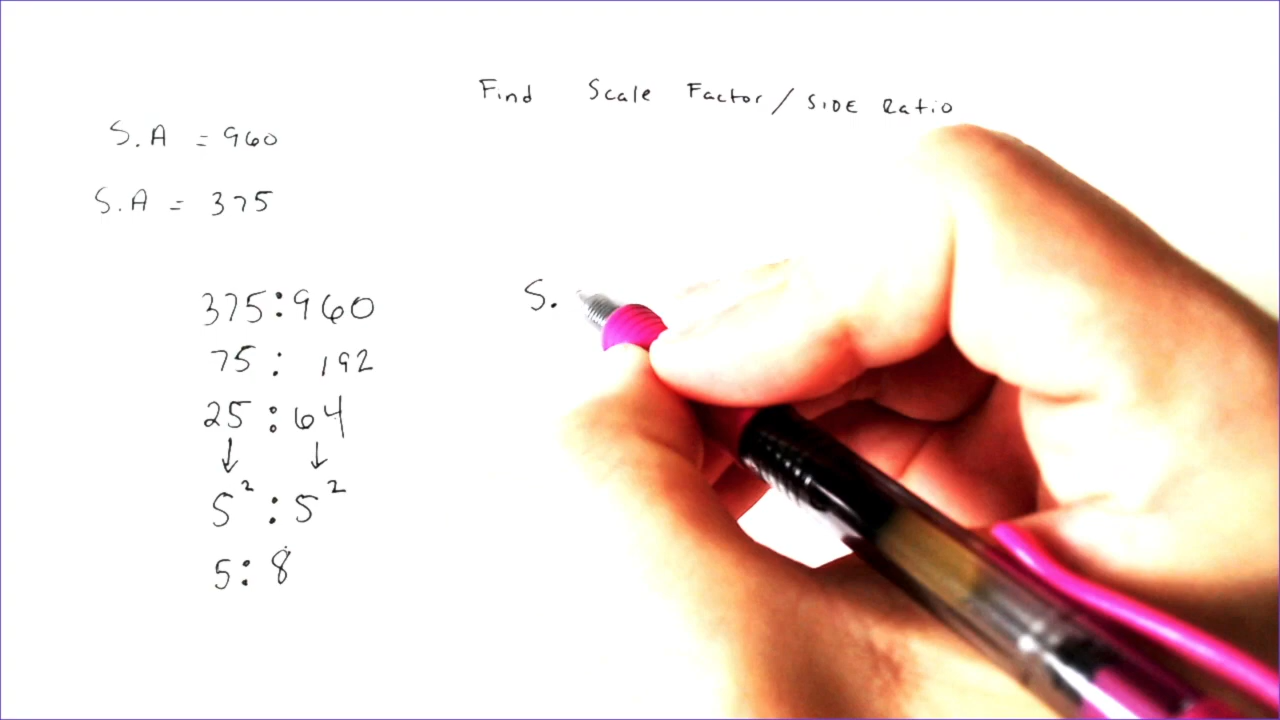 Find Scale Factor / SIDE Ratio
S.A = 960
S.A = 375
375:960
75 : 192
25 : 64
↓ ↓
5² : 5²
5: 8
S.